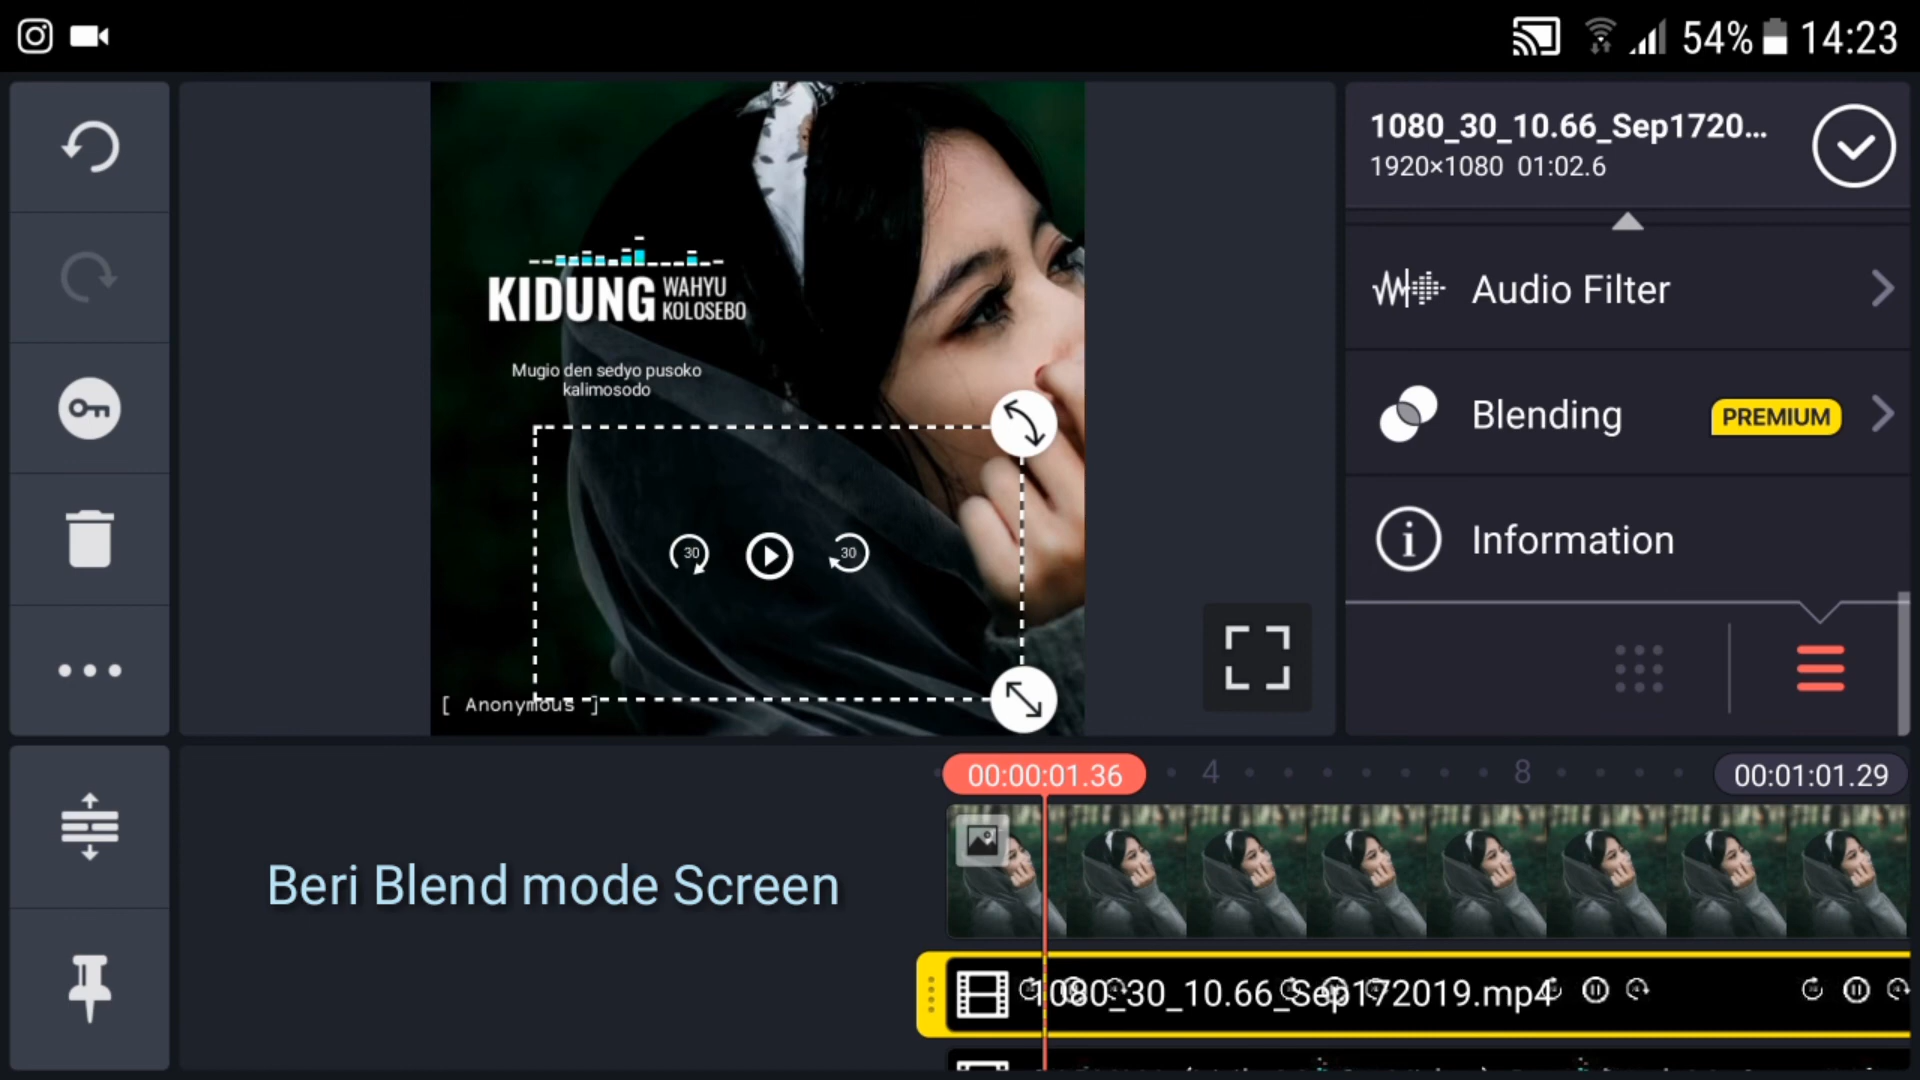 54% 14:23
1080_30_10.66_Sep1720...
1920×1080 01:02.6
Audio Filter
Blending PREMIUM
Information
KIDUNG WAHYU
KOLOSEBO
Mugio den sedyo pusoko
kalimosodo
30 30
[ Anonymous ]
00:00:01.36 4 8 00:01:01.29
Beri Blend mode Screen
1080_30_10.66_Sep172019.mp4